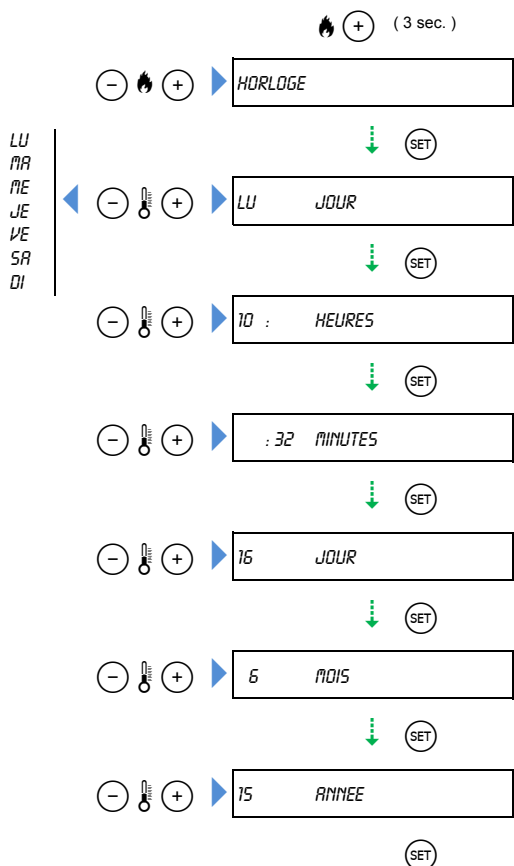 + ( 3 sec. )
- + HORLOGE
SET
LU
MA
ME
JE
VE
SA
DI
- + LU JOUR
SET
- + 10 : HEURES
SET
- + : 32 MINUTES
SET
- + 16 JOUR
SET
- + 6 MOIS
SET
- + 15 ANNEE
SET